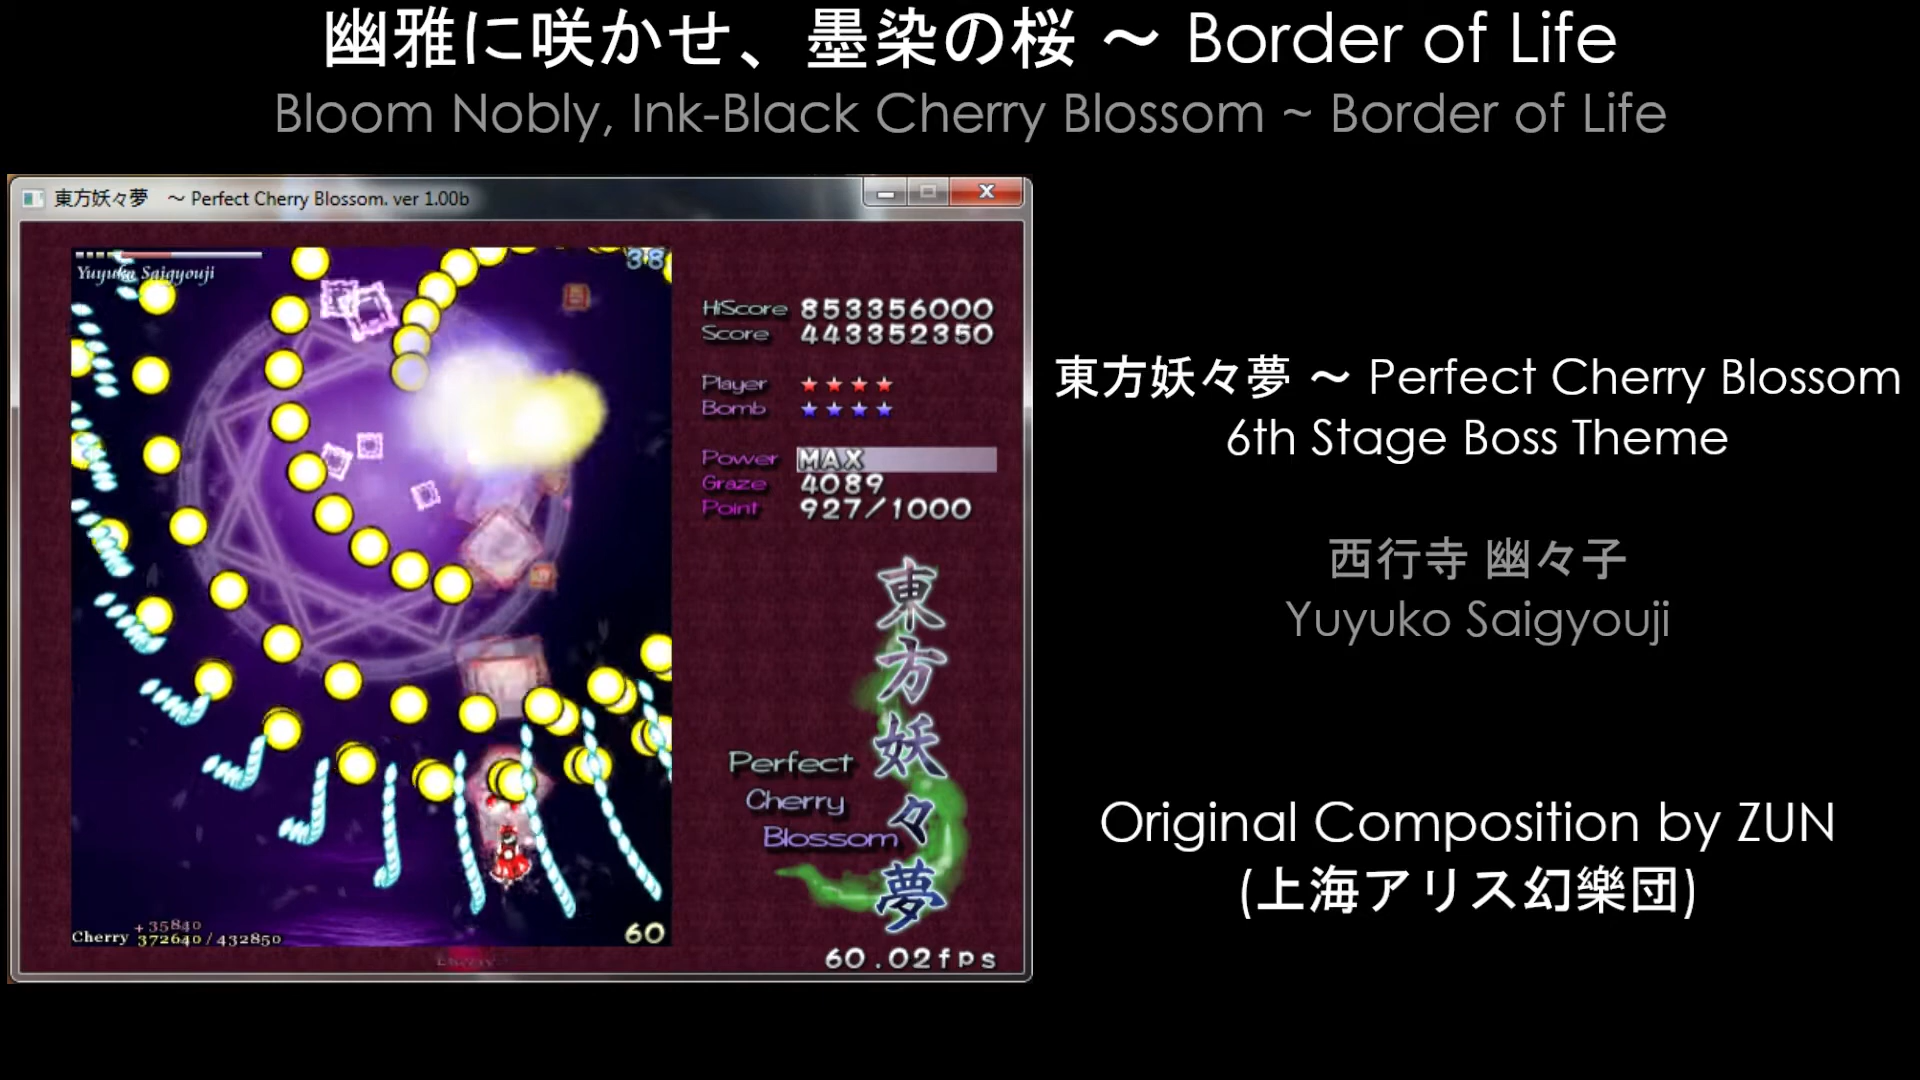 幽雅に咲かせ、墨染の桜 ～ Border of Life
Bloom Nobly, Ink-Black Cherry Blossom ~ Border of Life
東方妖々夢　～ Perfect Cherry Blossom. ver 1.00b
Yuyuko Saigyouji
38
HiScore 853356000
Score 443352350
Player
Bomb
Power MAX
Graze 4089
Point 927/1000
東方妖々夢
Perfect
Cherry
Blossom
+35840
Cherry 372640/432850
60
Enemy
60.02fps
東方妖々夢 ～ Perfect Cherry Blossom
6th Stage Boss Theme
西行寺 幽々子
Yuyuko Saigyouji
Original Composition by ZUN
(上海アリス幻樂団)